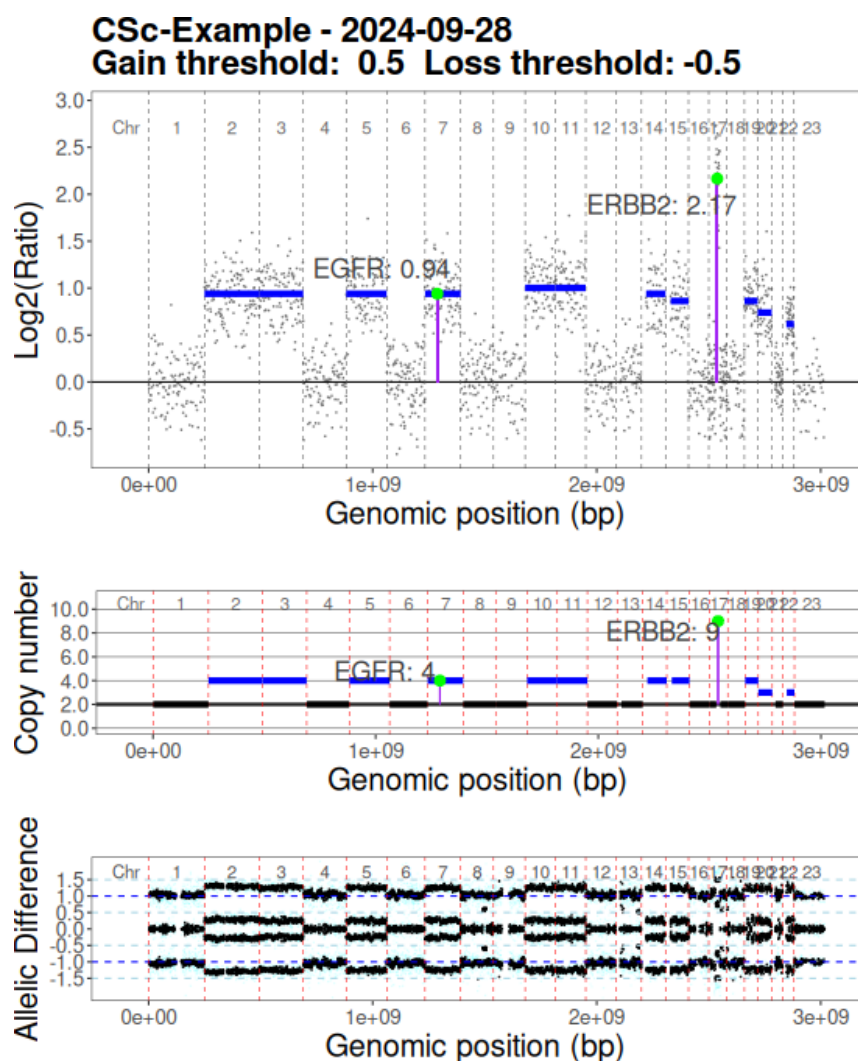 CSc-Example - 2024-09-28
Gain threshold:  0.5  Loss threshold: -0.5
Log2(Ratio)
3.0
2.5
2.0
1.5
1.0
0.5
0.0
-0.5
Chr 1 2 3 4 5 6 7 8 9 10 11 12 13 14 15 16 17 18 19 20 21 22 23
ERBB2: 2.17
EGFR: 0.94
0e+00 1e+09 2e+09 3e+09
Genomic position (bp)
Copy number
10.0
8.0
6.0
4.0
2.0
0.0
Chr 1 2 3 4 5 6 7 8 9 10 11 12 13 14 15 16 17 18 19 20 21 22 23
ERBB2: 9
EGFR: 4
0e+00 1e+09 2e+09 3e+09
Genomic position (bp)
Allelic Difference
1.5
1.0
0.5
0.0
-0.5
-1.0
-1.5
Chr 1 2 3 4 5 6 7 8 9 10 11 12 13 14 15 16 17 18 19 20 21 22 23
0e+00 1e+09 2e+09 3e+09
Genomic position (bp)